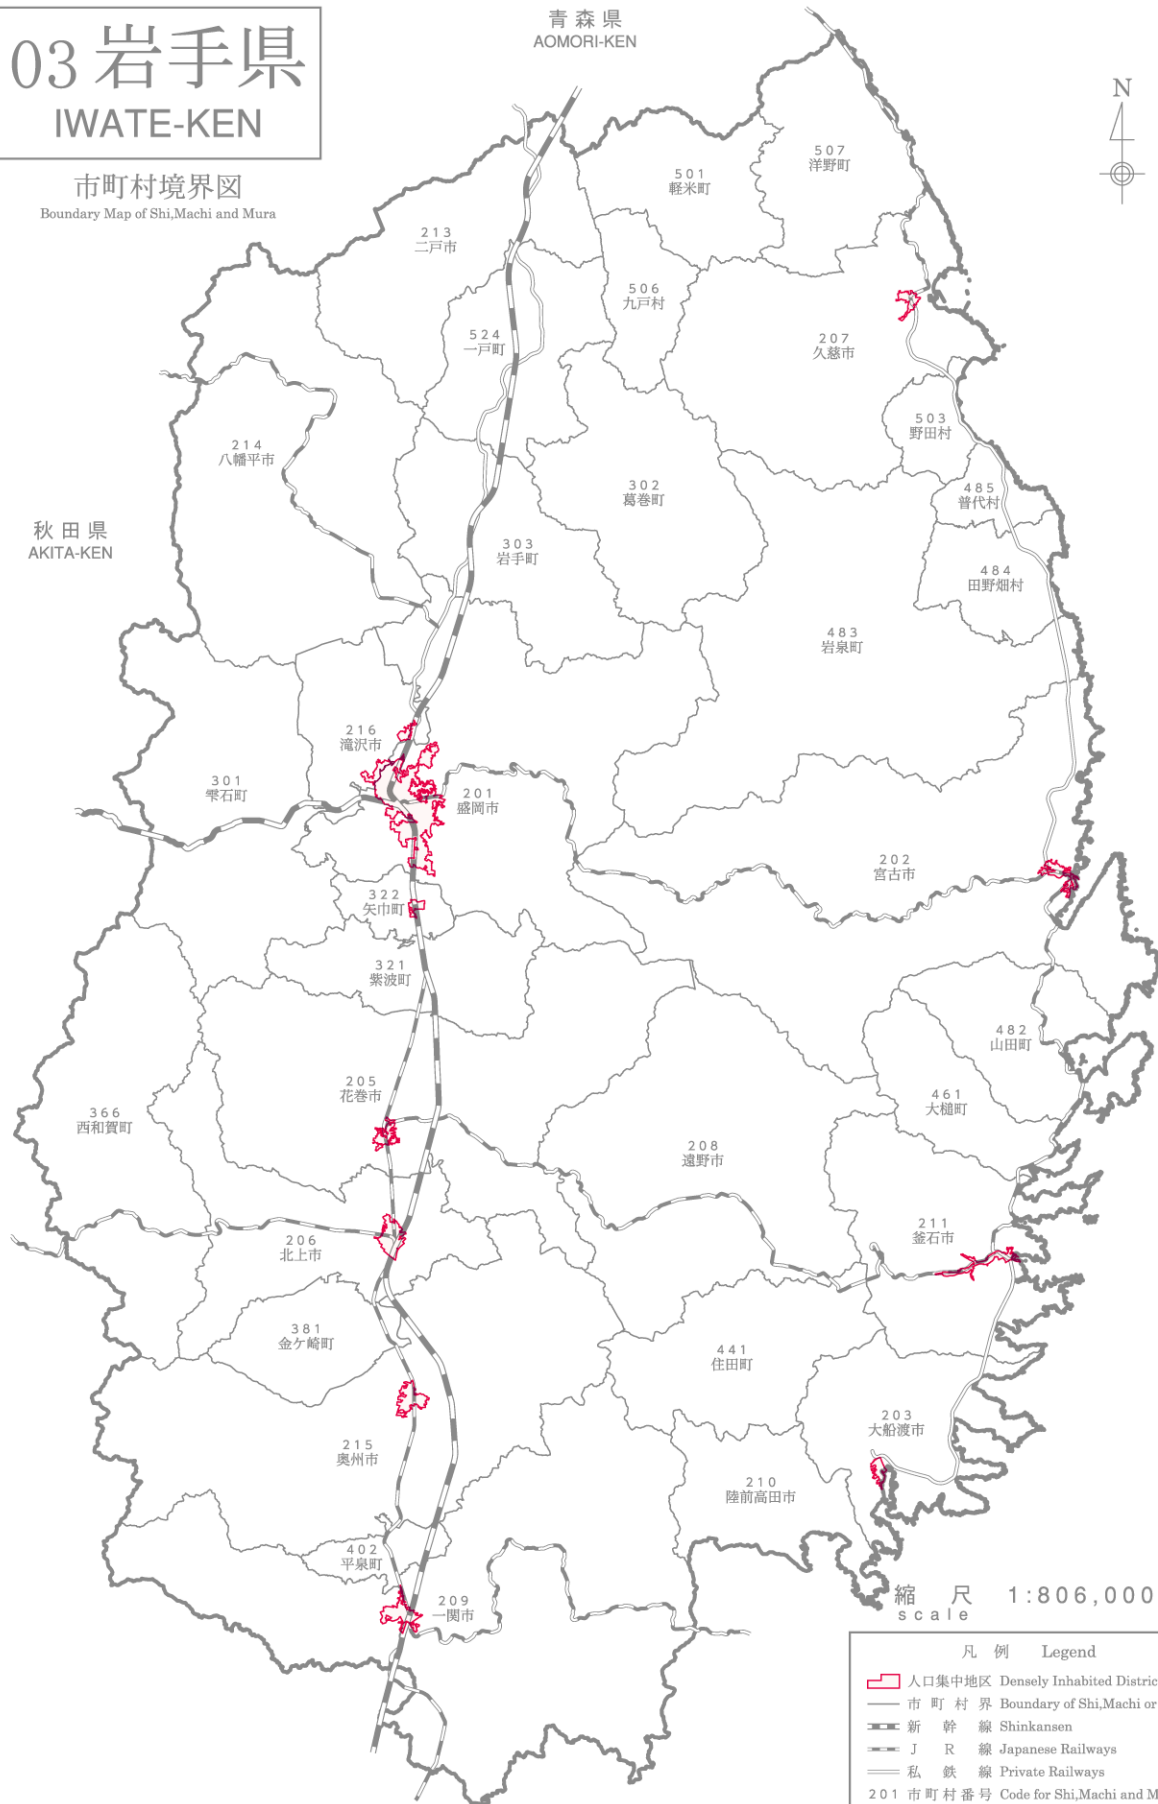 03 岩手県
IWATE-KEN
市町村境界図
Boundary Map of Shi,Machi and Mura
青森県
AOMORI-KEN
N
507
洋野町
501
軽米町
213
二戸市
506
九戸村
524
一戸町
207
久慈市
503
野田村
214
八幡平市
302
葛巻町
485
普代村
秋田県
AKITA-KEN
303
岩手町
484
田野畑村
483
岩泉町
216
滝沢市
301
雫石町
201
盛岡市
202
宮古市
322
矢巾町
321
紫波町
482
山田町
205
花巻市
461
大槌町
366
西和賀町
208
遠野市
211
釜石市
206
北上市
381
金ケ崎町
441
住田町
203
大船渡市
215
奥州市
210
陸前高田市
402
平泉町
209
一関市
縮尺 1:806,000
scale
凡例 Legend
人口集中地区 Densely Inhabited Distric
市町村界 Boundary of Shi,Machi or
新幹線 Shinkansen
JR線 Japanese Railways
私鉄線 Private Railways
201 市町村番号 Code for Shi,Machi and M